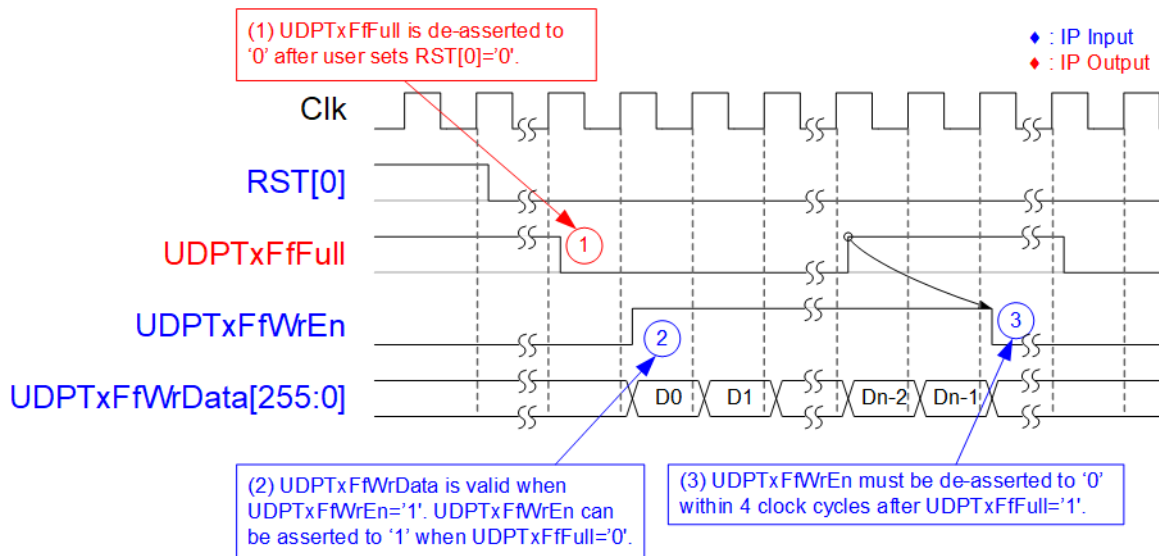 (1) UDPTxFfFull is de-asserted to
‘0’ after user sets RST[0]='0'.
♦ : IP Input
♦ : IP Output
Clk
RST[0]
UDPTxFfFull
1
UDPTxFfWrEn
2
3
UDPTxFfWrData[255:0]
D0
D1
Dn-2
Dn-1
(2) UDPTxFfWrData is valid when
UDPTxFfWrEn='1'. UDPTxFfWrEn can
be asserted to ‘1’ when UDPTxFfFull='0'.
(3) UDPTxFfWrEn must be de-asserted to ‘0’
within 4 clock cycles after UDPTxFfFull='1'.